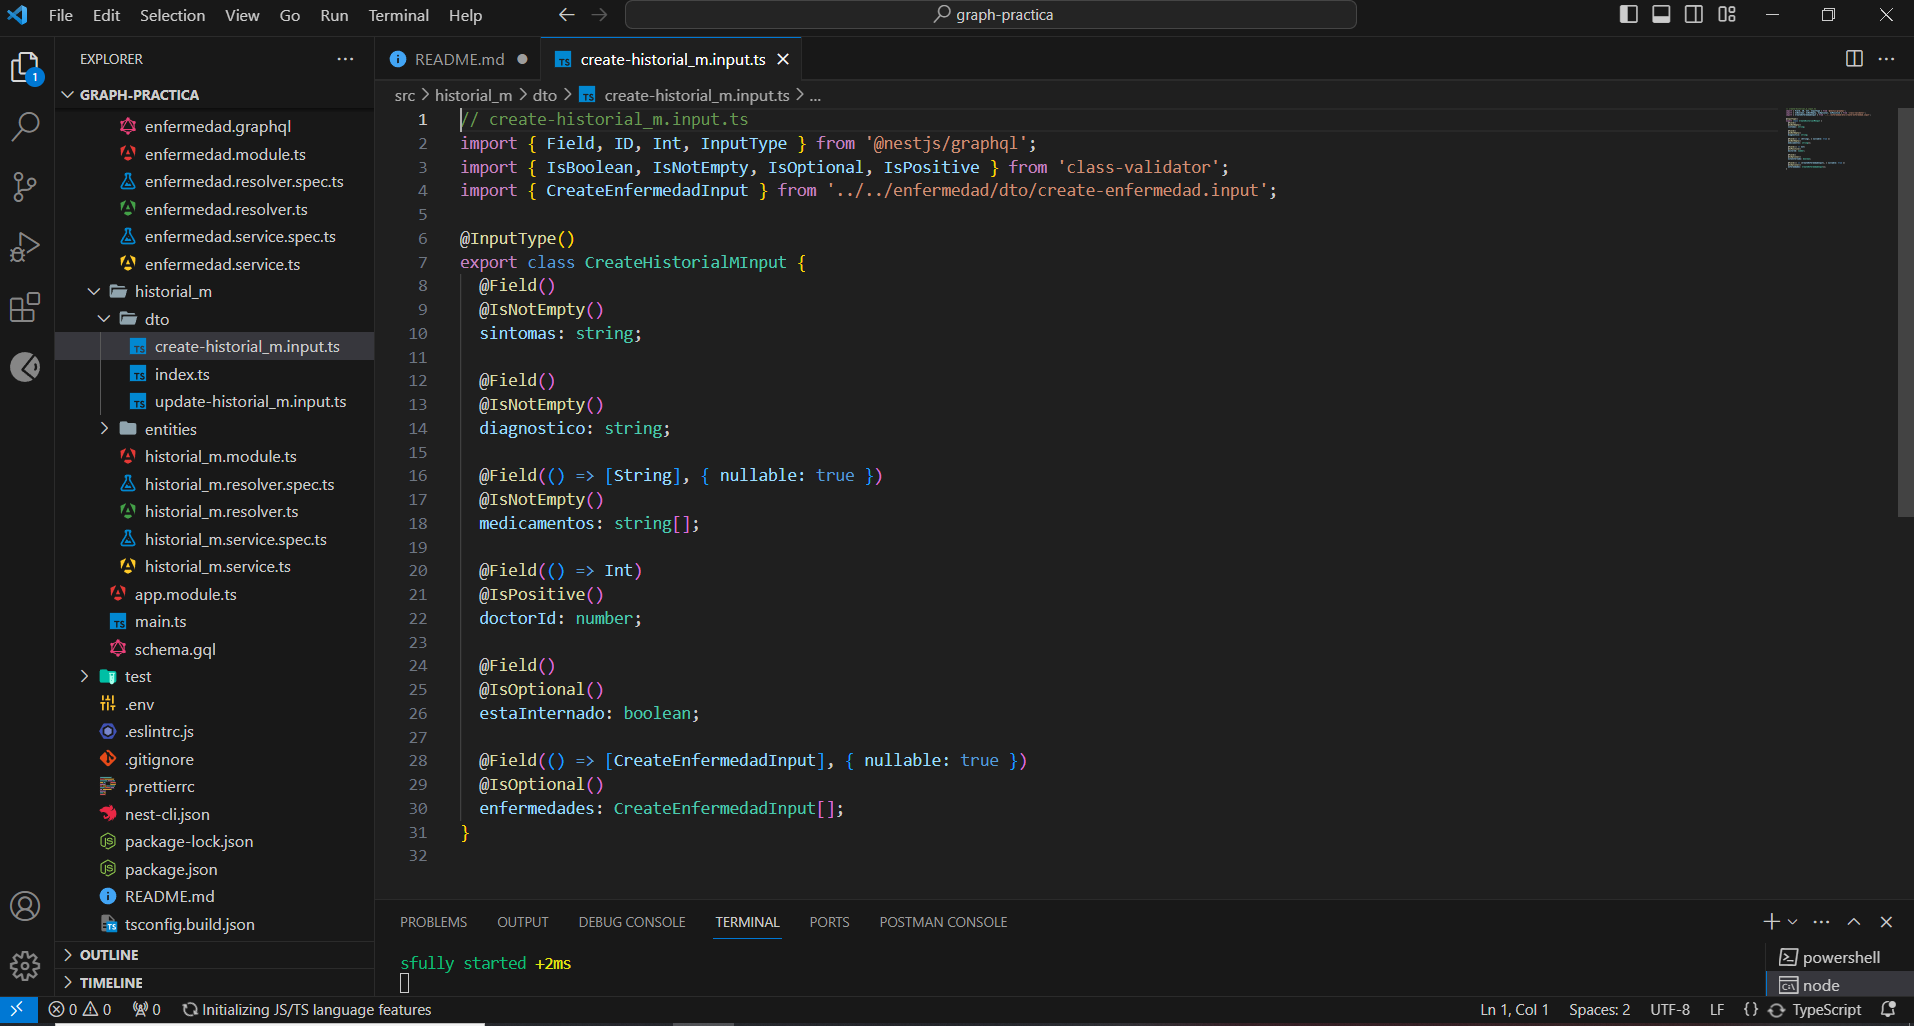 File Edit Selection View Go Run Terminal Help
graph-practica
EXPLORER
GRAPH-PRACTICA
enfermedad.graphql
enfermedad.module.ts
enfermedad.resolver.spec.ts
enfermedad.resolver.ts
enfermedad.service.spec.ts
enfermedad.service.ts
historial_m
dto
create-historial_m.input.ts
index.ts
update-historial_m.input.ts
entities
historial_m.module.ts
historial_m.resolver.spec.ts
historial_m.resolver.ts
historial_m.service.spec.ts
historial_m.service.ts
app.module.ts
main.ts
schema.gql
test
.env
.eslintrc.js
.gitignore
.prettierrc
nest-cli.json
package-lock.json
package.json
README.md
tsconfig.build.json
OUTLINE
TIMELINE
1
README.md
create-historial_m.input.ts
src > historial_m > dto > TS create-historial_m.input.ts > ...
1 // create-historial_m.input.ts
2 import { Field, ID, Int, InputType } from '@nestjs/graphql';
3 import { IsBoolean, IsNotEmpty, IsOptional, IsPositive } from 'class-validator';
4 import { CreateEnfermedadInput } from '../../enfermedad/dto/create-enfermedad.input';
5
6 @InputType()
7 export class CreateHistorialMInput {
8 @Field()
9 @IsNotEmpty()
10 sintomas: string;
11
12 @Field()
13 @IsNotEmpty()
14 diagnostico: string;
15
16 @Field(() => [String], { nullable: true })
17 @IsNotEmpty()
18 medicamentos: string[];
19
20 @Field(() => Int)
21 @IsPositive()
22 doctorId: number;
23
24 @Field()
25 @IsOptional()
26 estaInternado: boolean;
27
28 @Field(() => [CreateEnfermedadInput], { nullable: true })
29 @IsOptional()
30 enfermedades: CreateEnfermedadInput[];
31 }
32
PROBLEMS OUTPUT DEBUG CONSOLE TERMINAL PORTS POSTMAN CONSOLE
sfully started +2ms
powershell
node
0 0 0 Initializing JS/TS language features
Ln 1, Col 1 Spaces: 2 UTF-8 LF {} TypeScript